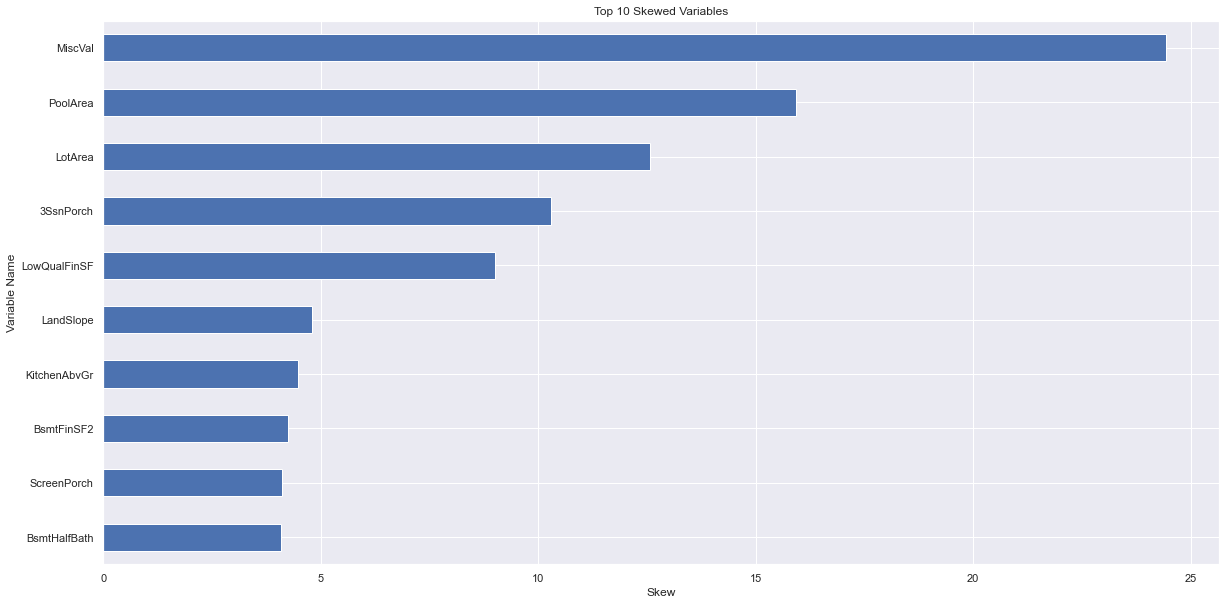 Top 10 Skewed Variables
Variable Name
MiscVal
PoolArea
LotArea
3SsnPorch
LowQualFinSF
LandSlope
KitchenAbvGr
BsmtFinSF2
ScreenPorch
BsmtHalfBath
0 5 10 15 20 25
Skew